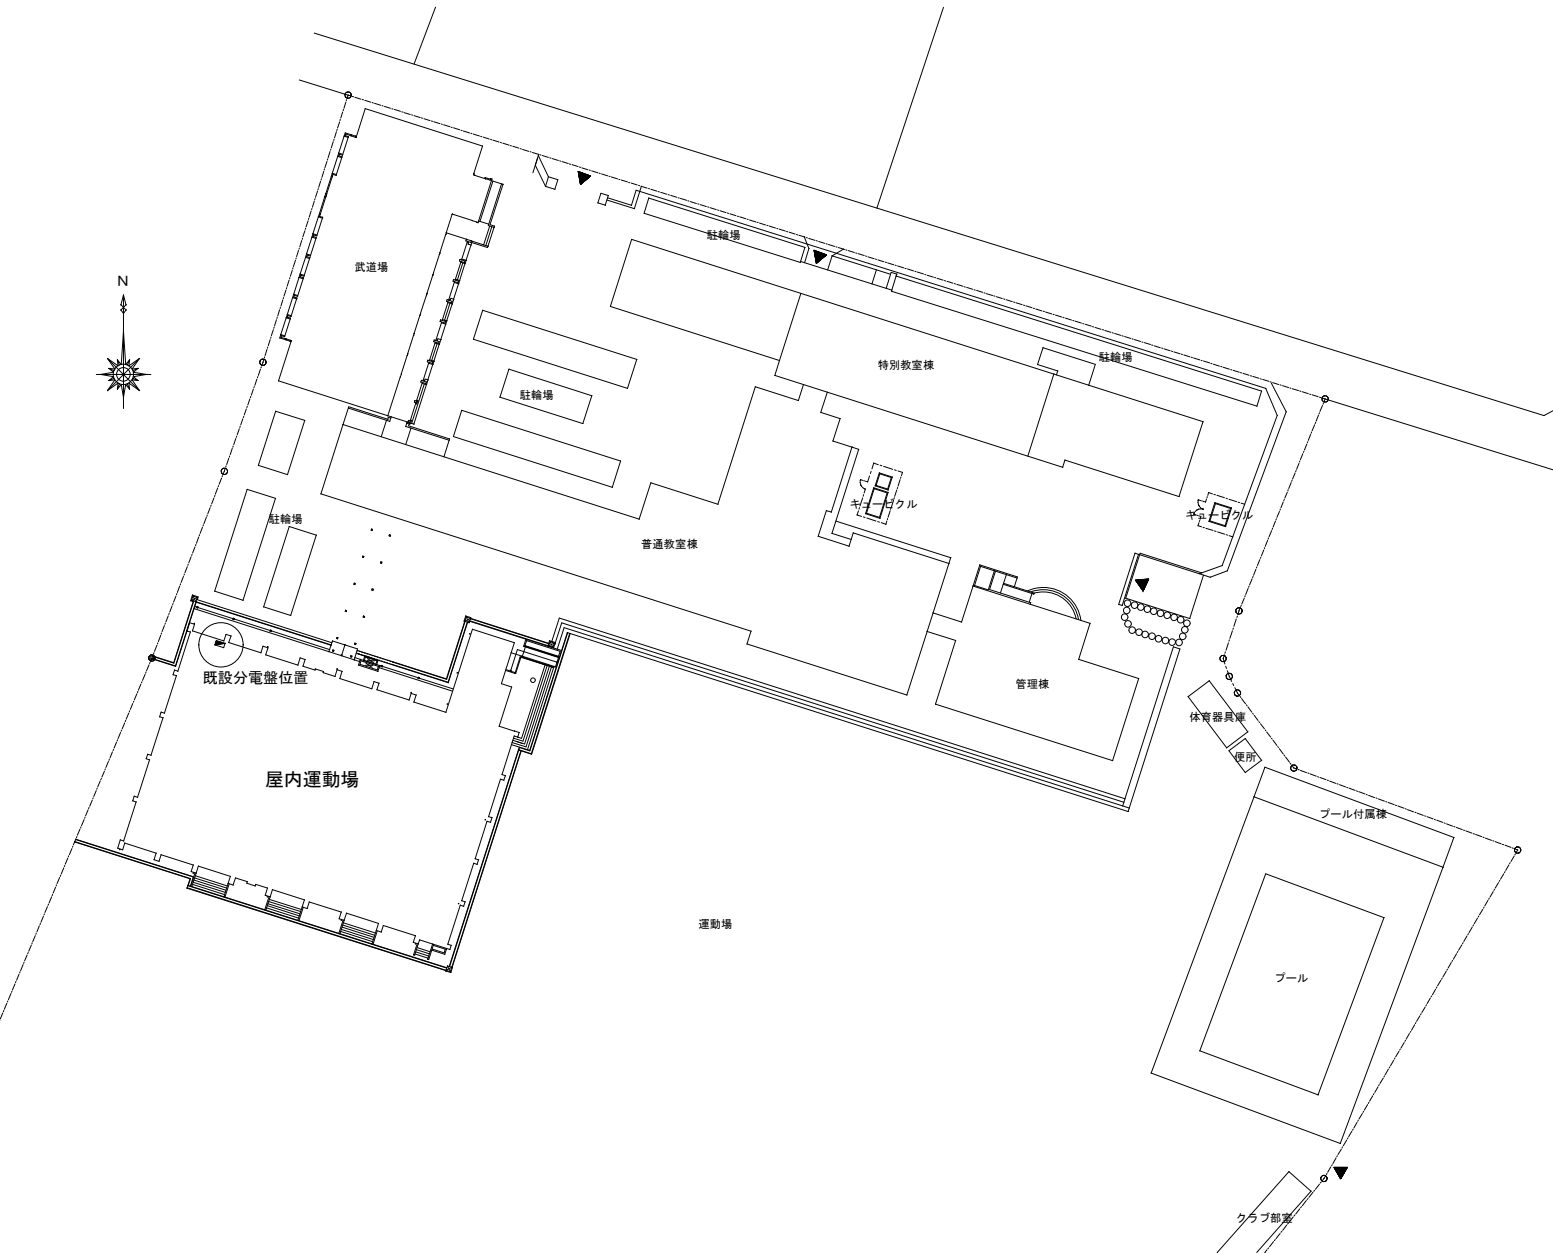 駐輪場
武道場
N
特別教室棟
駐輪場
駐輪場
キュービクル
キュービクル
駐輪場
普通教室棟
既設分電盤位置
管理棟
体育器具庫
便所
屋内運動場
プール付属棟
運動場
プール
クラブ部室